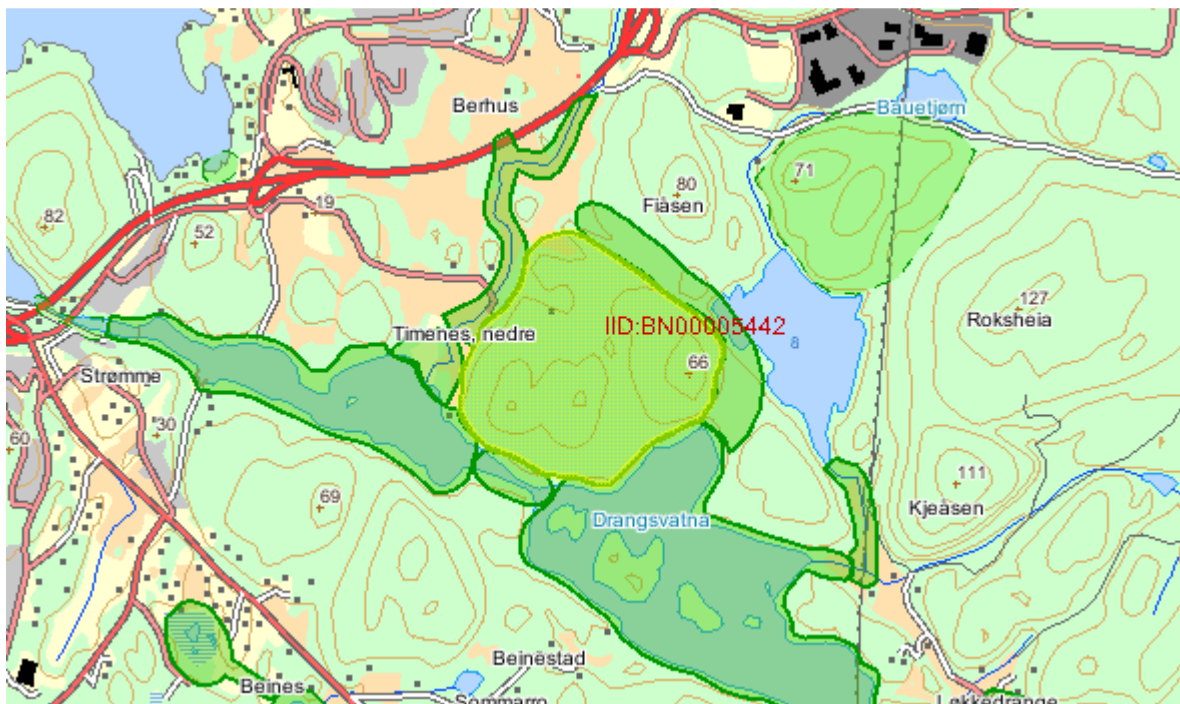 Berhus
Bauetjørn
71
80
Fiåsen
82
19
52
127
Roksheia
IID:BN00005442
Timenes, nedre
8
66
Strømme
30
60
111
69
Kjeåsen
Drangsvatna
Beinestad
Beines
Sommarro
Løkkedrange